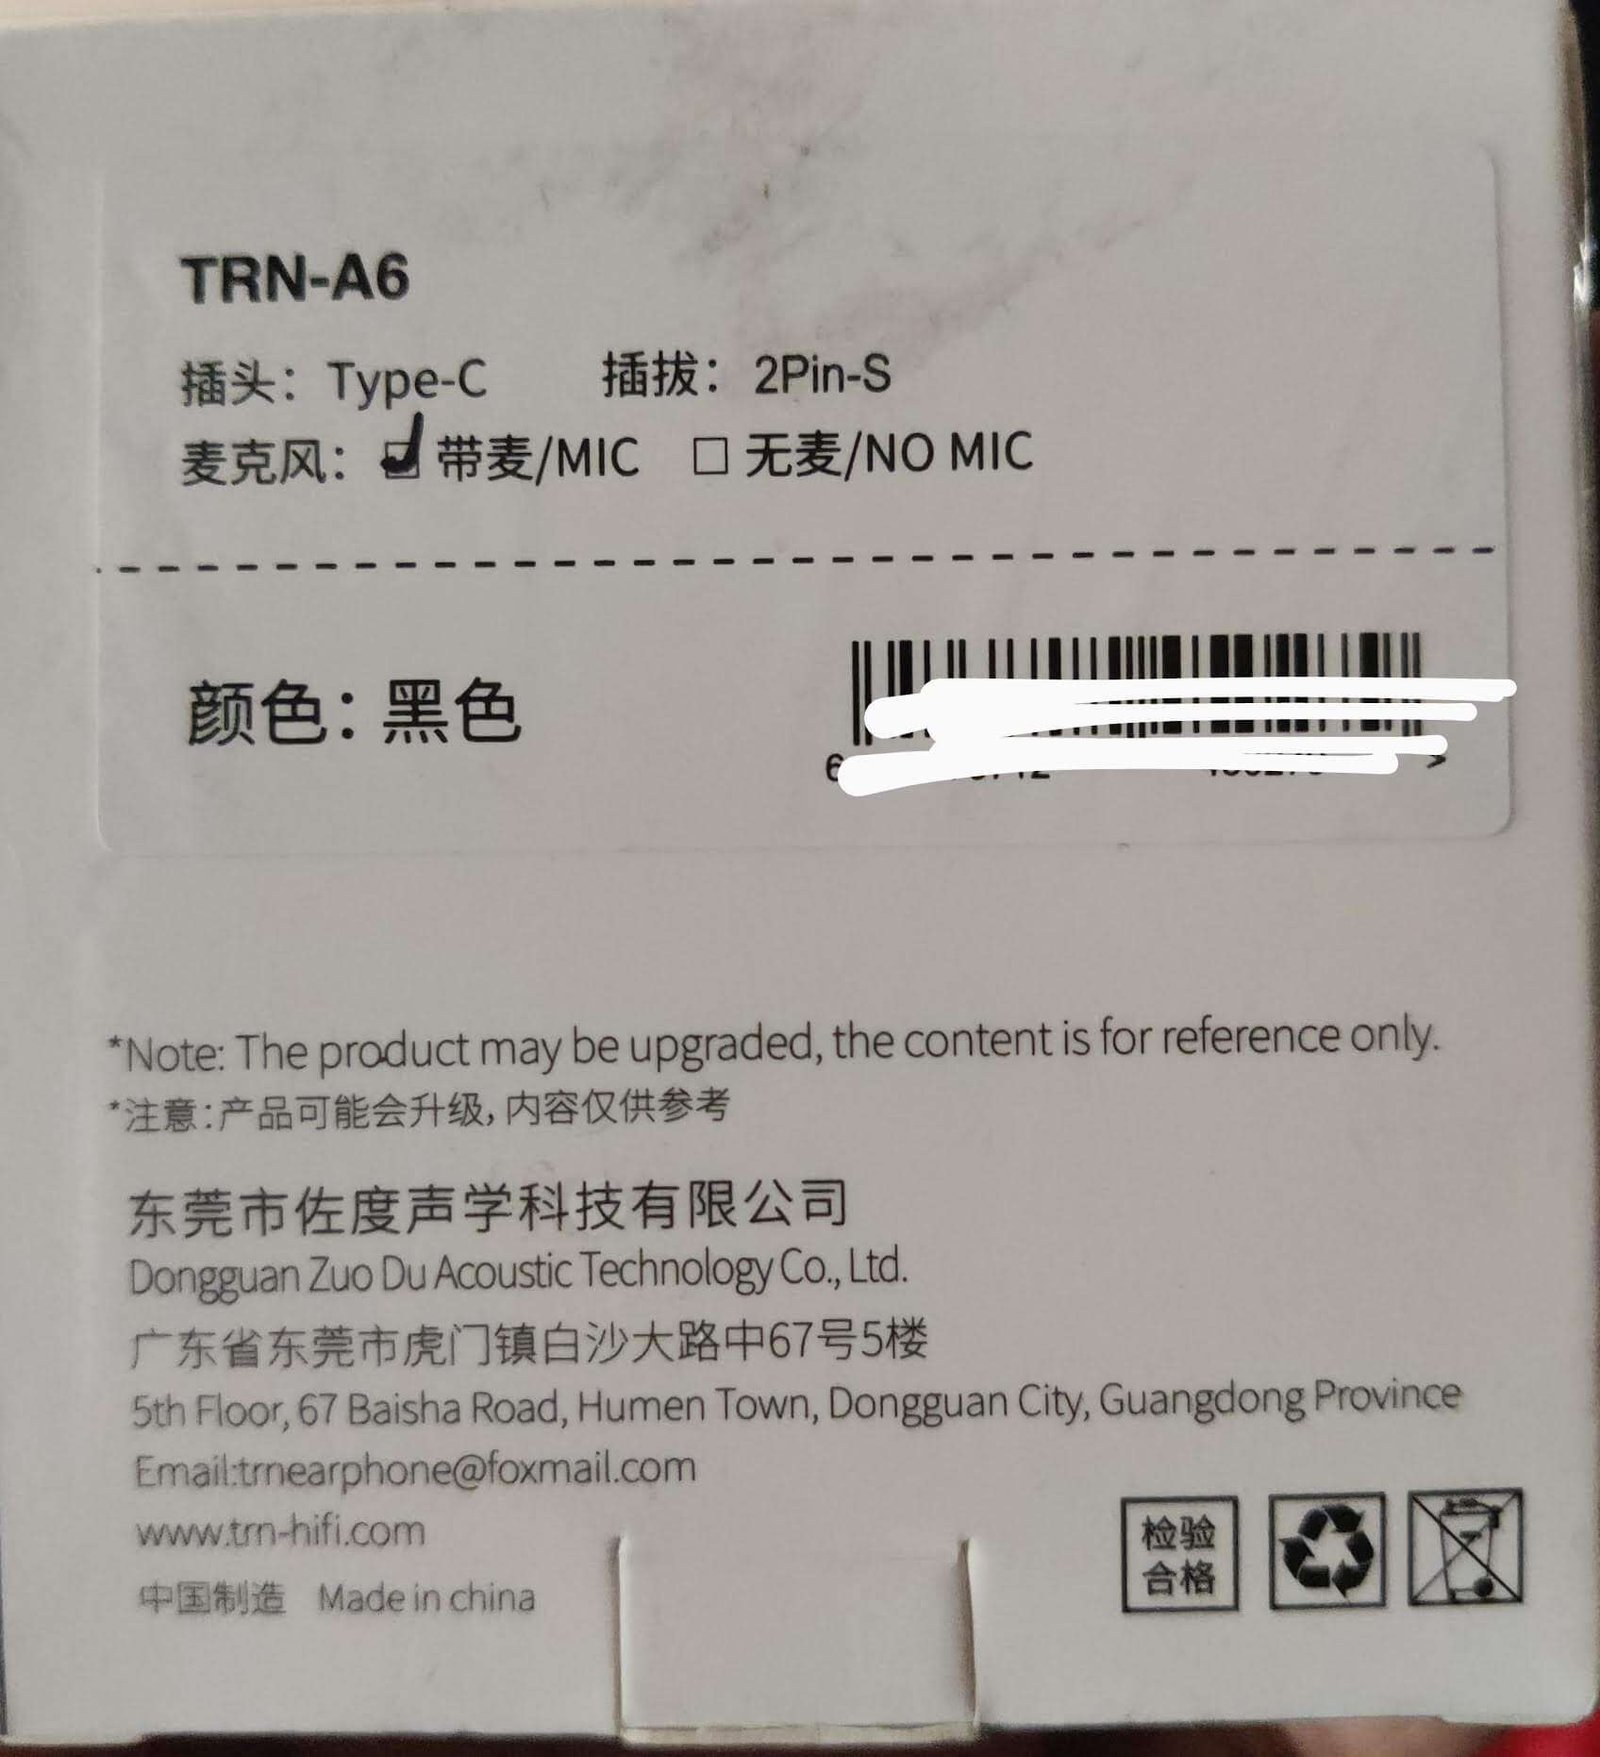 TRN-A6
插头：Type-C 插拔：2Pin-S
麦克风： 带麦/MIC 无麦/NO MIC
颜色：黑色
*Note: The product may be upgraded, the content is for reference only.
*注意：产品可能会升级，内容仅供参考
东莞市佐度声学科技有限公司
Dongguan Zuo Du Acoustic Technology Co., Ltd.
广东省东莞市虎门镇白沙大路中67号5楼
5th Floor, 67 Baisha Road, Humen Town, Dongguan City, Guangdong Province
Email:trnearphone@foxmail.com
www.trn-hifi.com
中国制造 Made in china
检验
合格